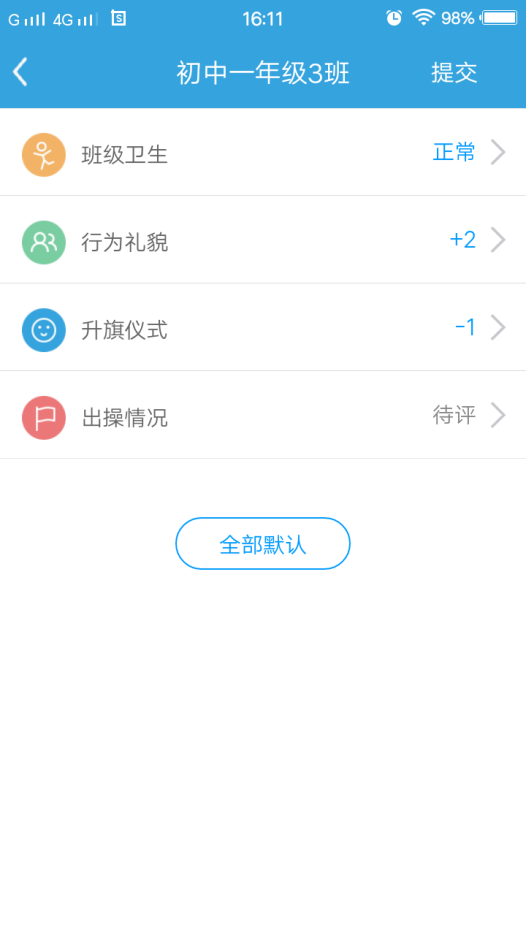 G 4G 16:11 98%
初中一年级3班 提交
班级卫生 正常
行为礼貌 +2
升旗仪式 -1
出操情况 待评
全部默认